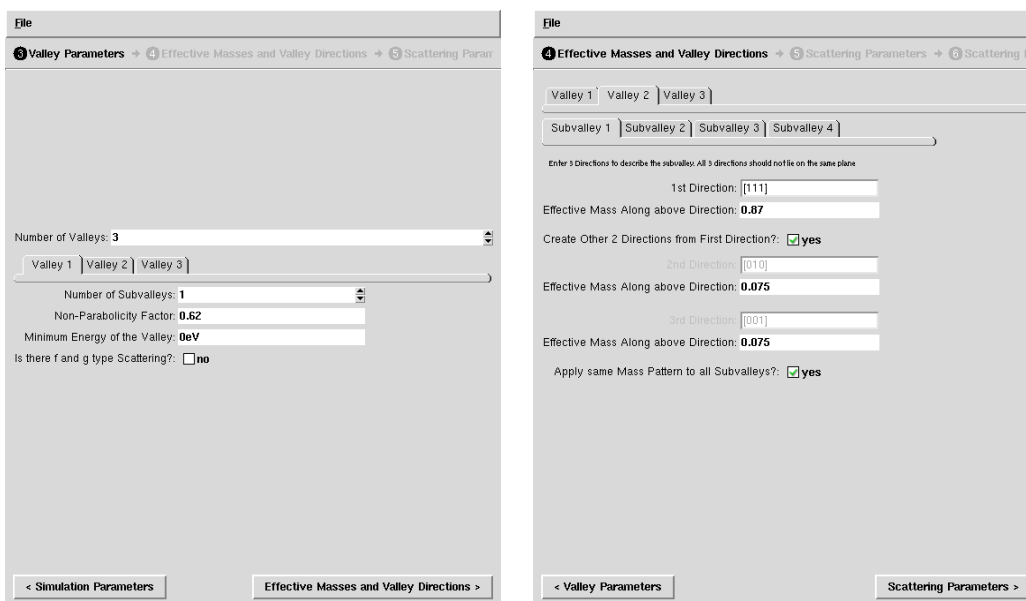 File
3 Valley Parameters → 4 Effective Masses and Valley Directions → 5 Scattering Param
Number of Valleys: 3
Valley 1 Valley 2 Valley 3
Number of Subvalleys: 1
Non-Parabolicity Factor: 0.62
Minimum Energy of the Valley: 0eV
Is there f and g type Scattering?: no
< Simulation Parameters Effective Masses and Valley Directions >
File
4 Effective Masses and Valley Directions → 5 Scattering Parameters → 6 Scattering
Valley 1 Valley 2 Valley 3
Subvalley 1 Subvalley 2 Subvalley 3 Subvalley 4
Enter 3 Directions to describe the subvalley. All 3 directions should not lie on the same plane
1st Direction: [111]
Effective Mass Along above Direction: 0.87
Create Other 2 Directions from First Direction?: yes
2nd Direction: [010]
Effective Mass Along above Direction: 0.075
3rd Direction: [001]
Effective Mass Along above Direction: 0.075
Apply same Mass Pattern to all Subvalleys?: yes
< Valley Parameters Scattering Parameters >